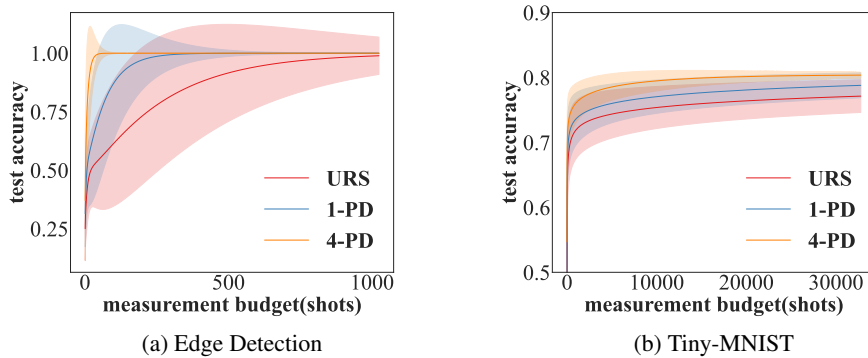 1.00
0.75
0.50
0.25
test accuracy
URS
1-PD
4-PD
0
500
1000
measurement budget(shots)
(a) Edge Detection
0.9
0.8
0.7
0.6
0.5
test accuracy
URS
1-PD
4-PD
0
10000
20000
30000
measurement budget(shots)
(b) Tiny-MNIST